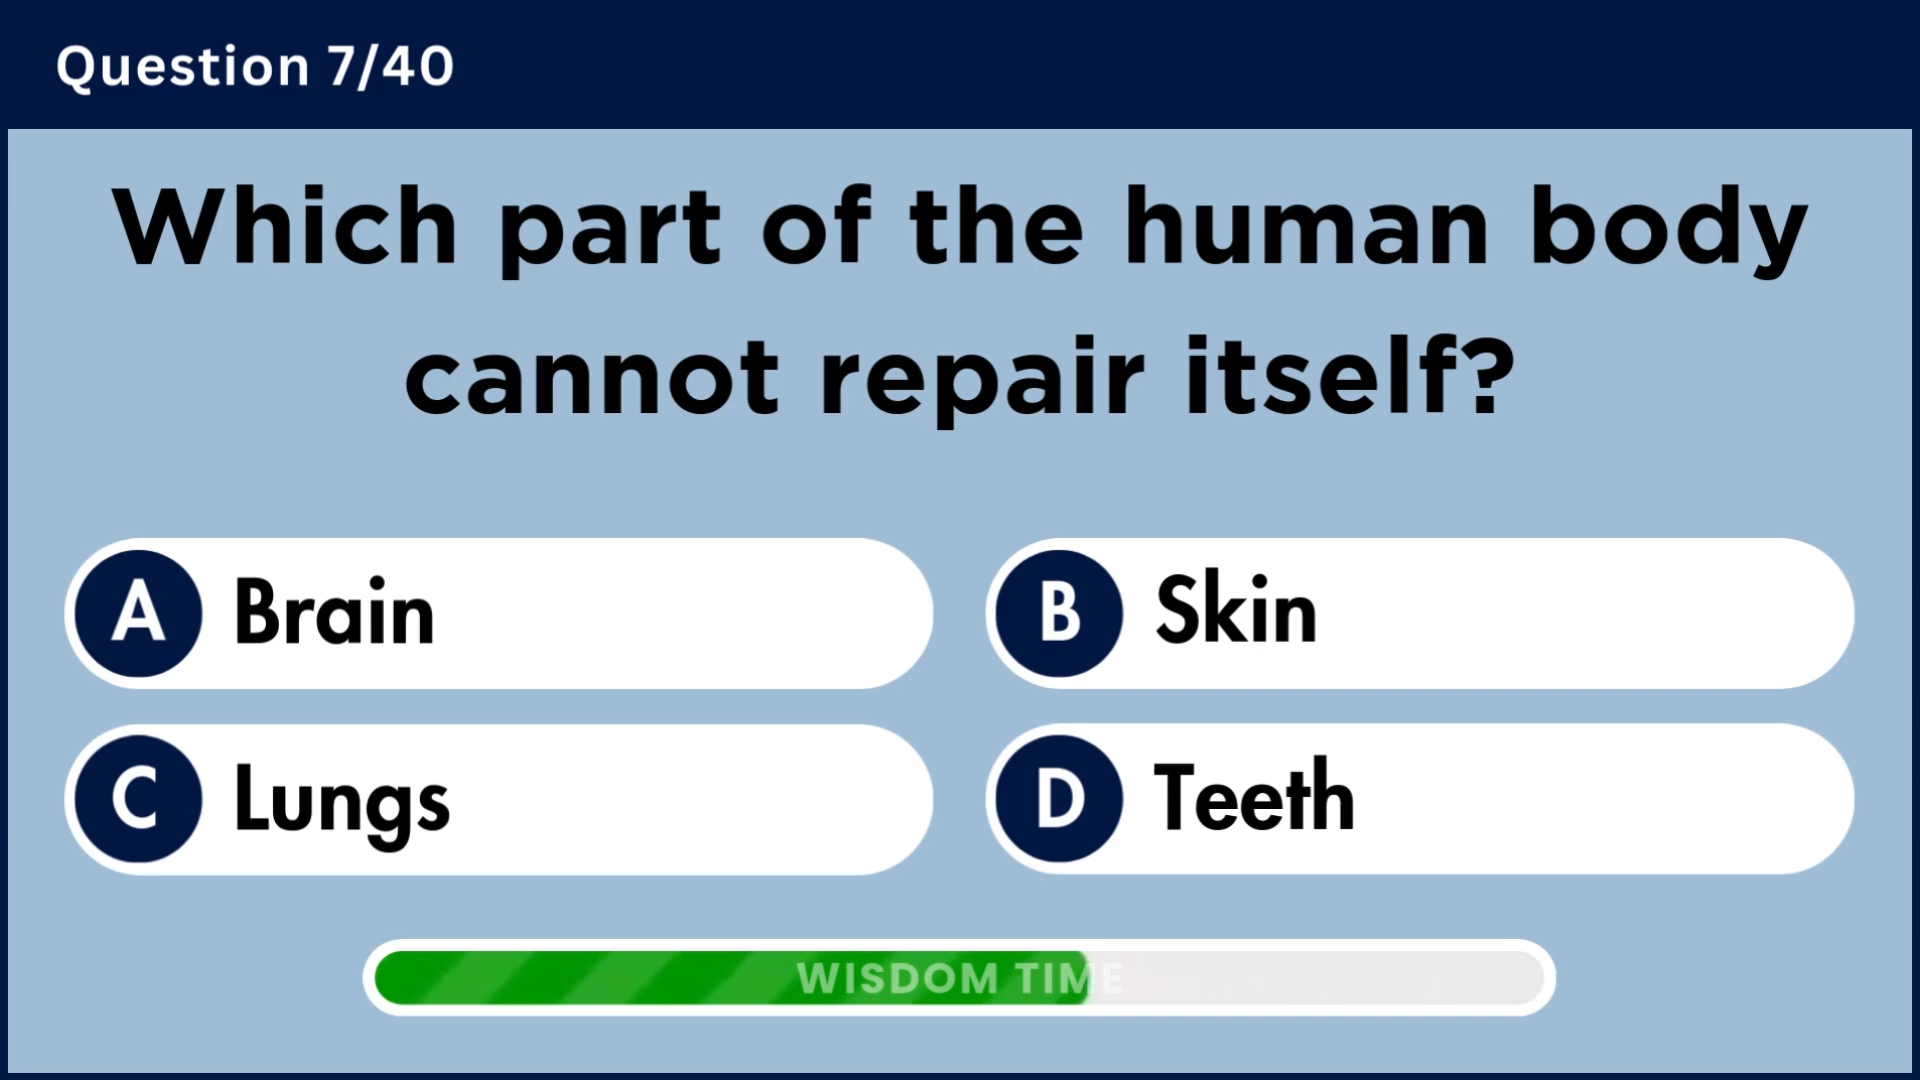 Question 7/40
Which part of the human body
cannot repair itself?
A Brain
B Skin
C Lungs
D Teeth
WISDOM TIME